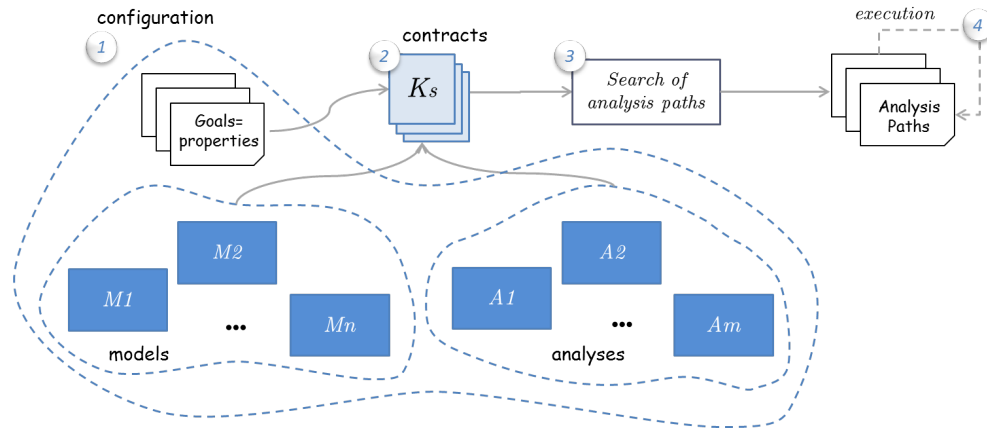 configuration
1
2
contracts
3
execution
4
Goals=
properties
Ks
Search of
analysis paths
Analysis
Paths
M1
M2
...
Mn
models
A1
A2
...
Am
analyses